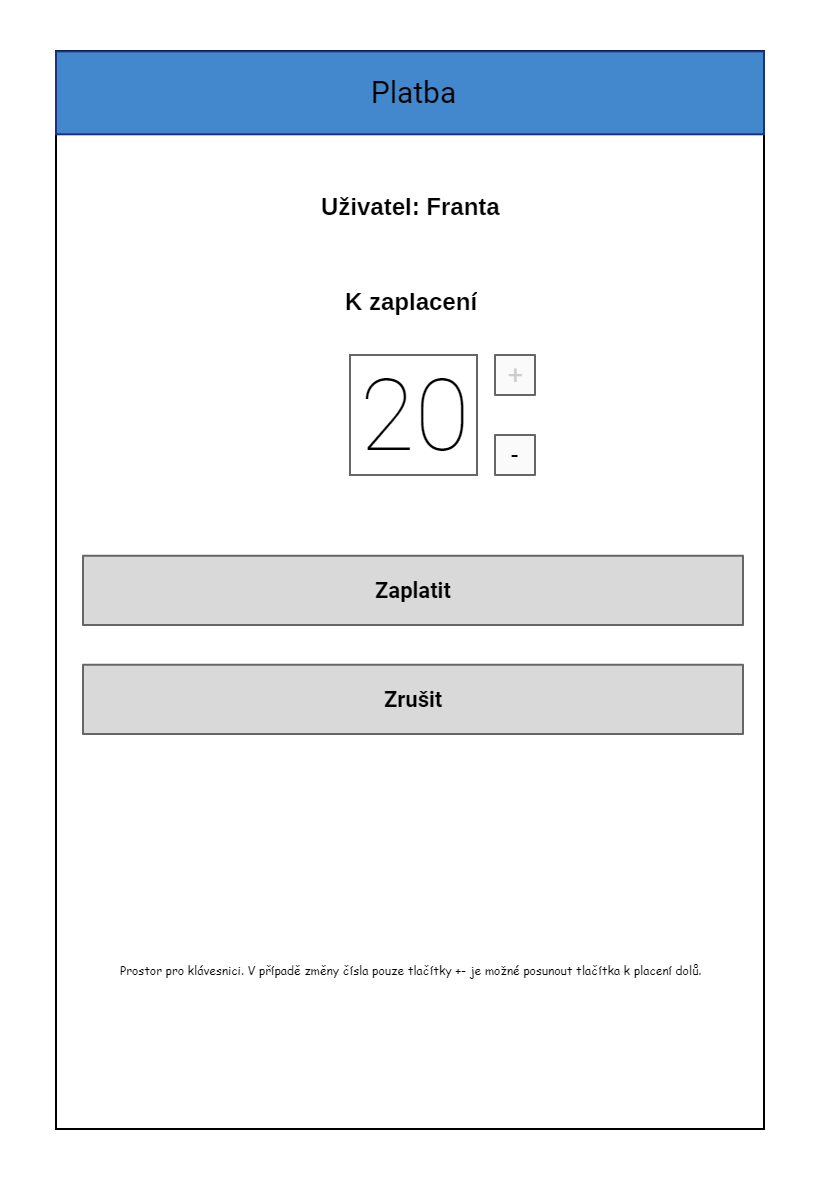 Platba
Uživatel: Franta
K zaplacení
20
+
-
Zaplatit
Zrušit
Prostor pro klávesnici. V případě změny čísla pouze tlačítky +- je možné posunout tlačítka k placení dolů.